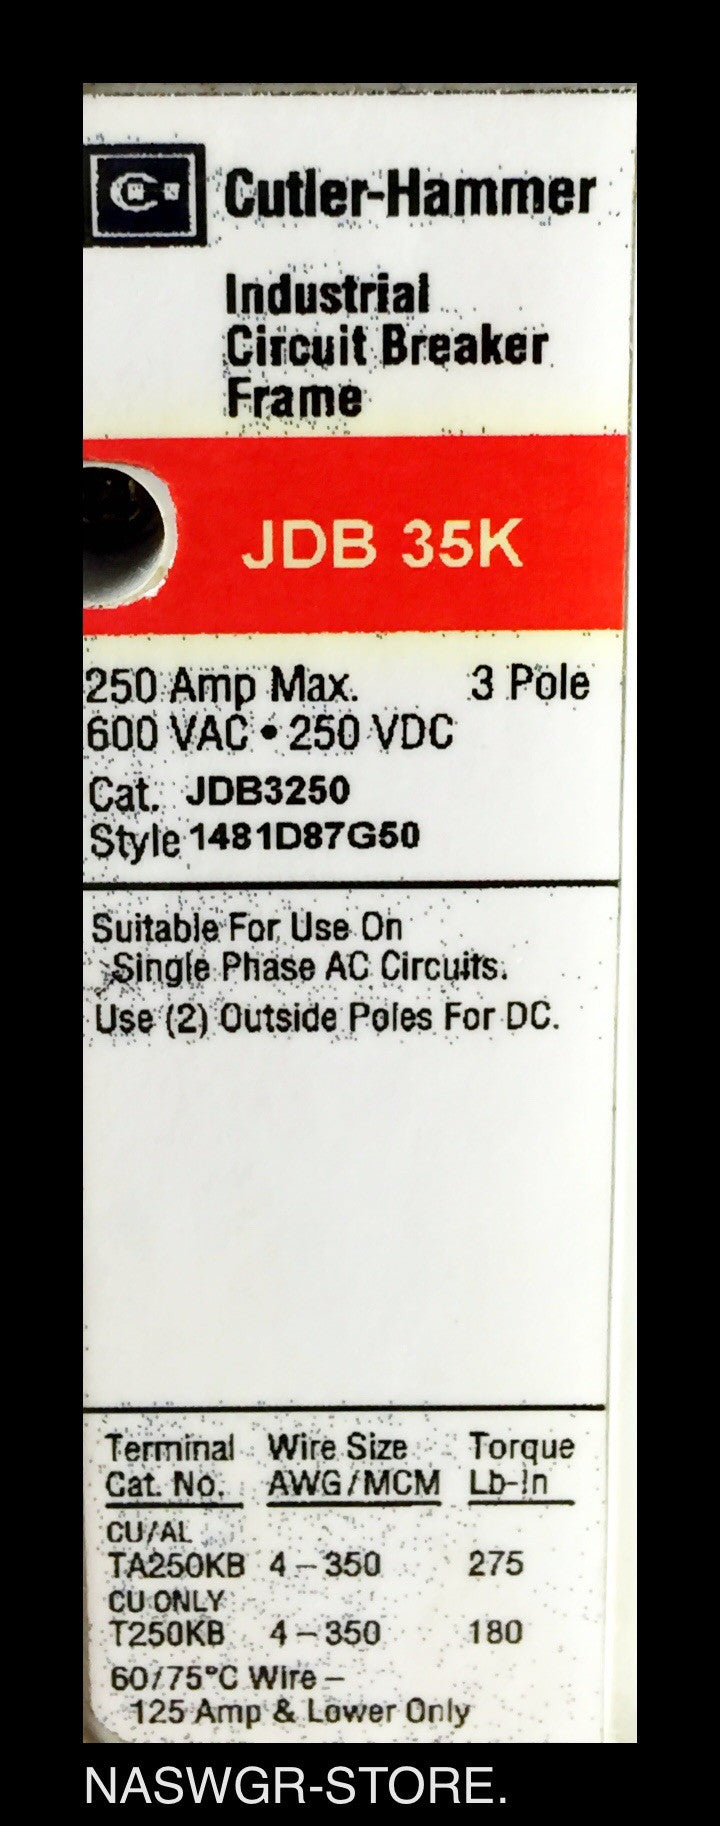 Cutler-Hammer
Industrial
Circuit Breaker
Frame
JDB 35K
250 Amp Max. 3 Pole
600 VAC • 250 VDC
Cat. JDB3250
Style 1481D87G50
Suitable For Use On
Single Phase AC Circuits.
Use (2) Outside Poles For DC.
Terminal Wire Size Torque
Cat. No. AWG/MCM Lb-In
CU/AL
TA250KB 4-350 275
CU ONLY
T250KB 4-350 180
60/75°C Wire –
125 Amp & Lower Only
NASWGR-STORE.